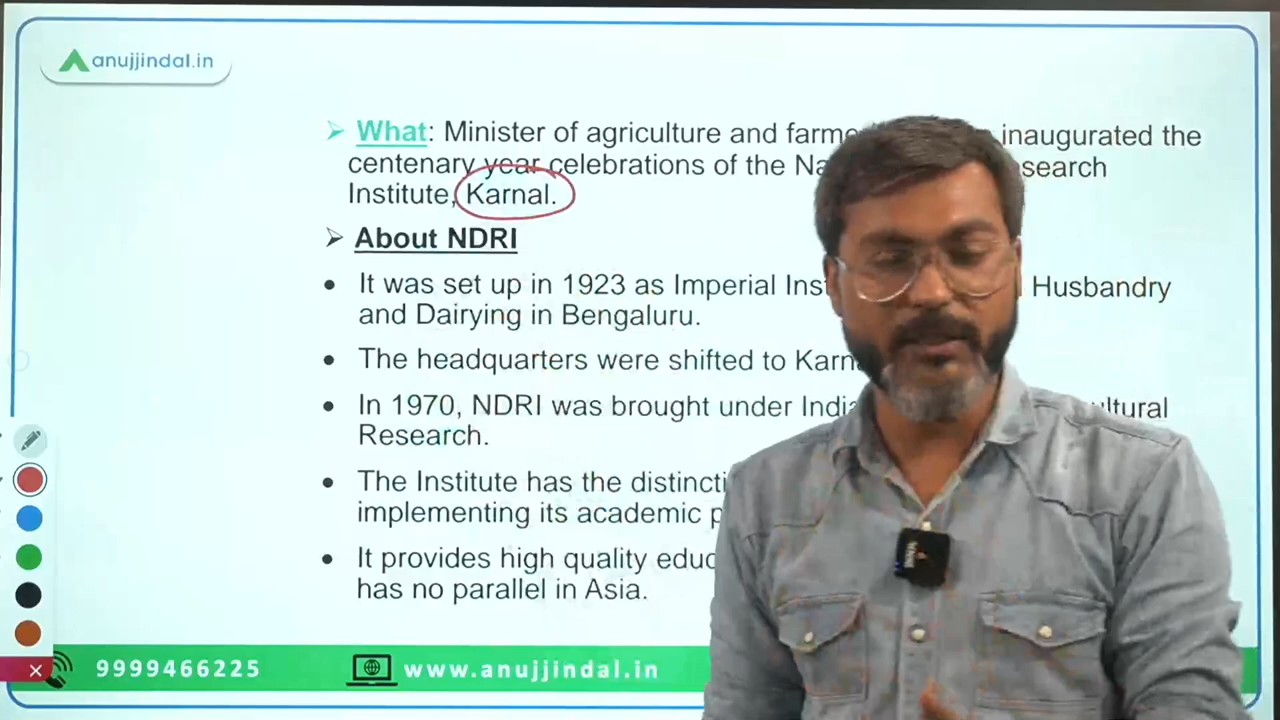 anujjindal.in
What: Minister of agriculture and farme inaugurated the
centenary year celebrations of the Na search
Institute, Karnal.
About NDRI
It was set up in 1923 as Imperial Ins Husbandry
and Dairying in Bengaluru.
The headquarters were shifted to Karn
In 1970, NDRI was brought under India ultural
Research.
The Institute has the distincti
implementing its academic p
It provides high quality educ
has no parallel in Asia.
9999466225 www.anujjindal.in